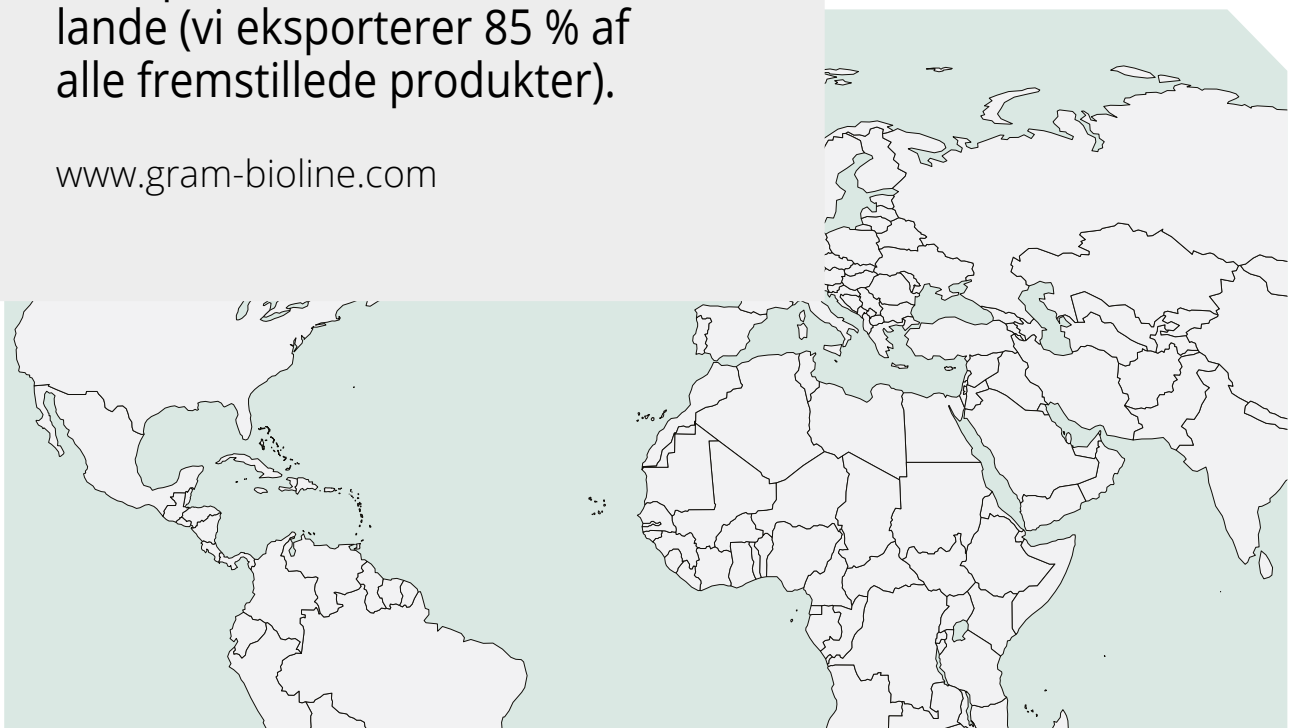 lande (vi eksporterer 85 % af
alle fremstillede produkter).
www.gram-bioline.com